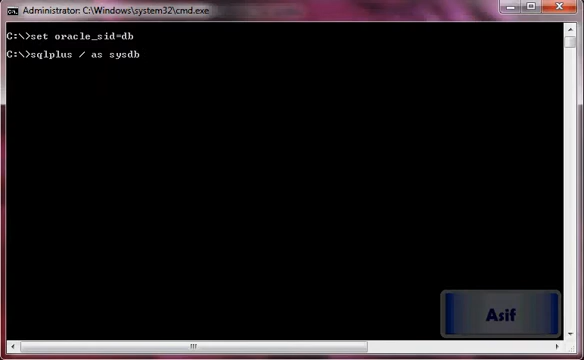 Administrator: C:\Windows\system32\cmd.exe
C:\>set oracle_sid=db
C:\>sqlplus / as sysdb
Asif